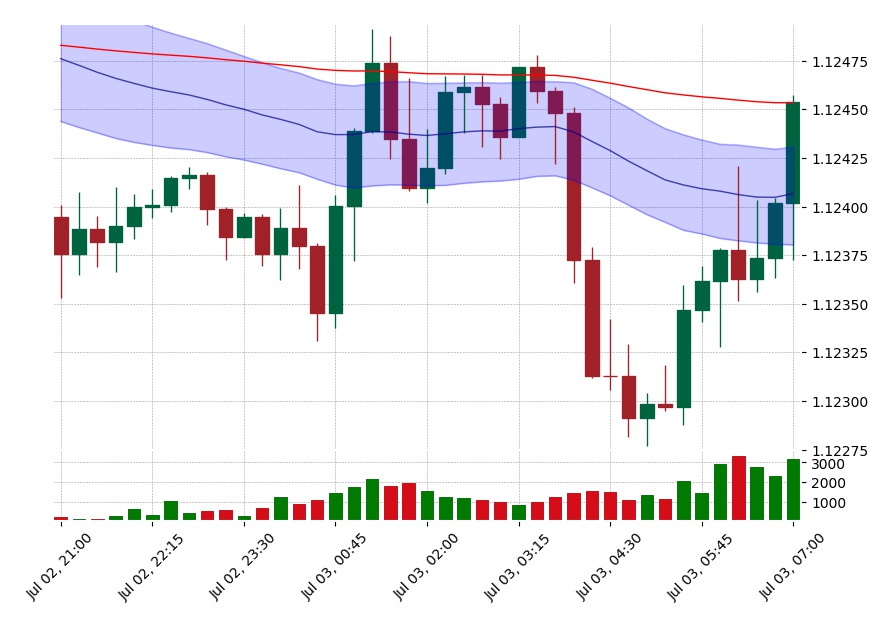 1.12475
1.12450
1.12425
1.12400
1.12375
1.12350
1.12325
1.12300
1.12275
3000
2000
1000
Jul 02, 21:00
Jul 02, 22:15
Jul 02, 23:30
Jul 03, 00:45
Jul 03, 02:00
Jul 03, 03:15
Jul 03, 04:30
Jul 03, 05:45
Jul 03, 07:00